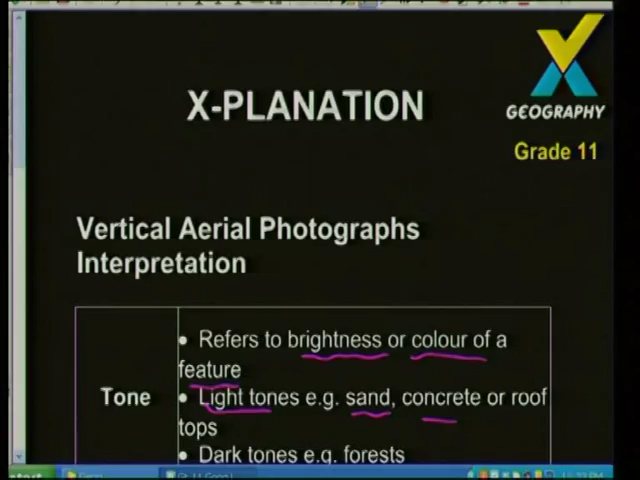 X-PLANATION
GEOGRAPHY
Grade 11
Vertical Aerial Photographs
Interpretation
Tone
• Refers to brightness or colour of a
feature
• Light tones e.g. sand, concrete or roof
tops
• Dark tones e.g. forests